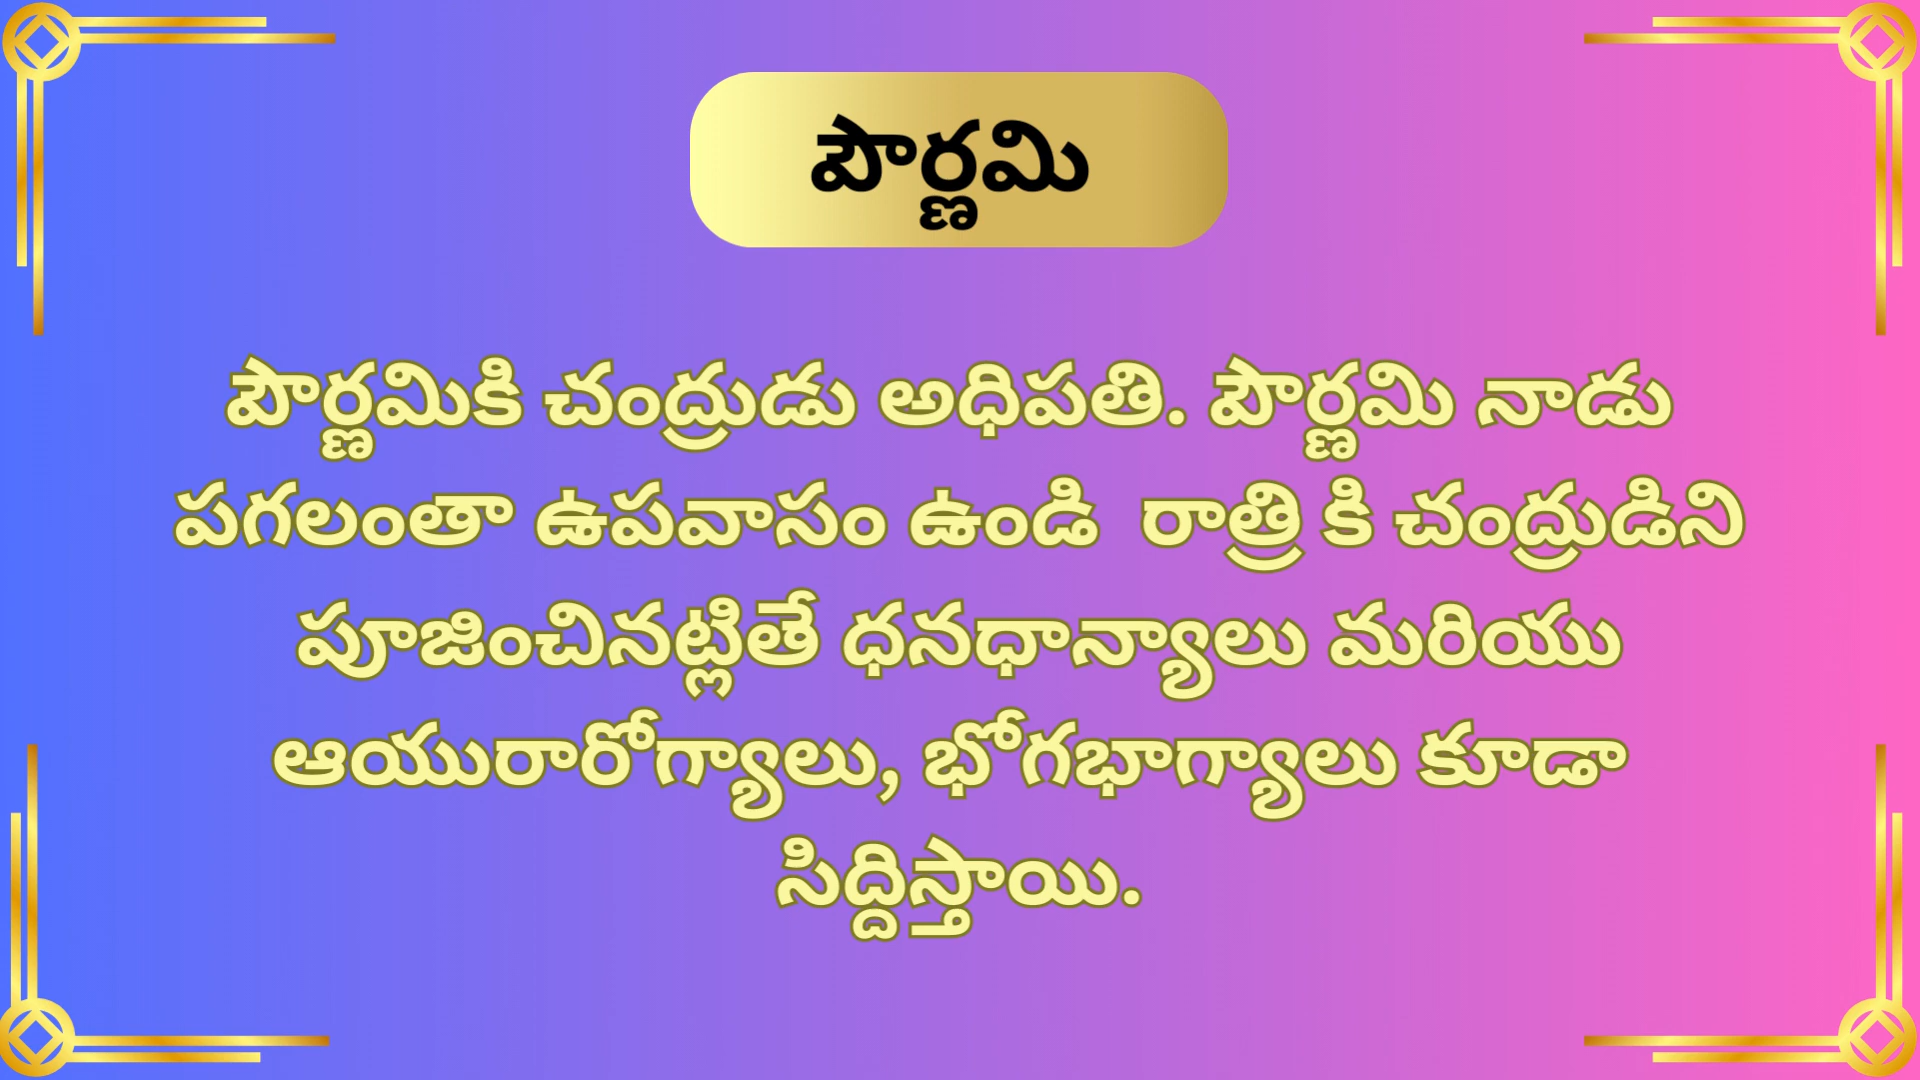 పౌర్ణమి
పౌర్ణమికి చంద్రుడు అధిపతి. పౌర్ణమి నాడు
పగలంతా ఉపవాసం ఉండి  రాత్రి కి చంద్రుడిని
పూజించినట్లితే ధనధాన్యాలు మరియు
ఆయురారోగ్యాలు, భోగభాగ్యాలు కూడా
సిద్దిస్తాయి.